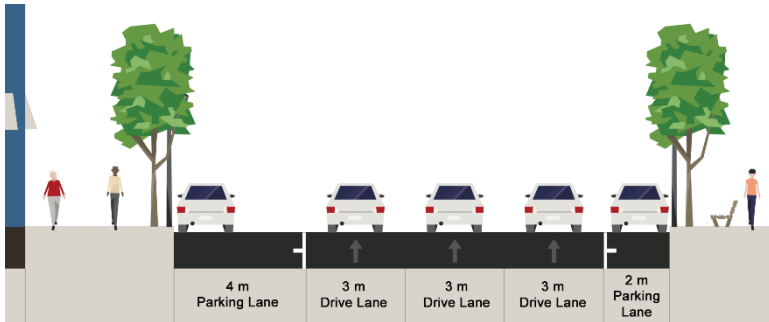 4 m
Parking Lane
3 m
Drive Lane
3 m
Drive Lane
3 m
Drive Lane
2 m
Parking
Lane